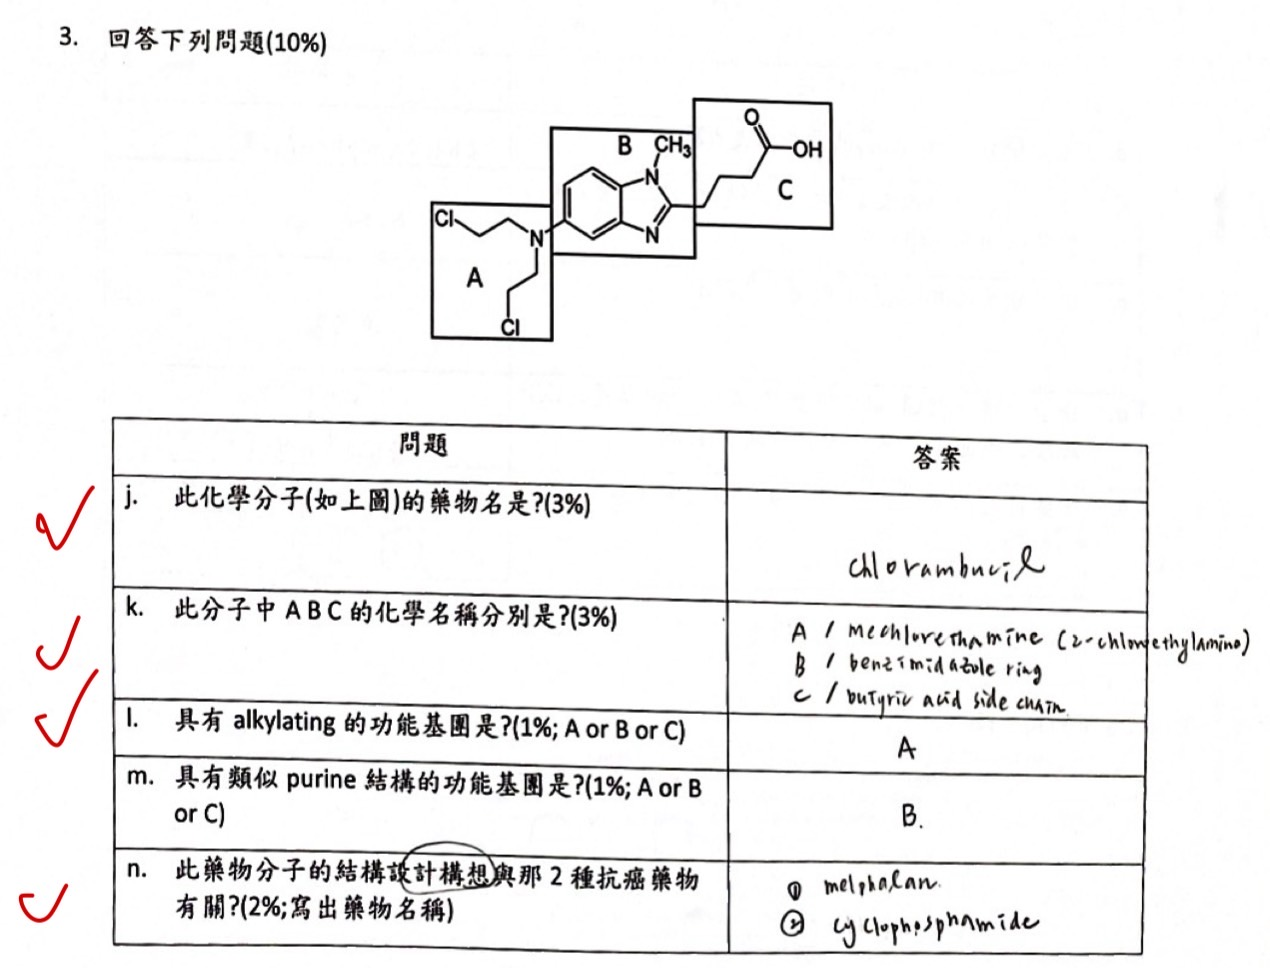 3. 回答下列問題(10%)
B CH3
O
OH
N
C
Cl
N
N
A
Cl
問題 答案
j. 此化學分子(如上圖)的藥物名是?(3%)
chlorambucil
k. 此分子中 A B C 的化學名稱分別是?(3%)
A / mechlorethamine (2-chloroethylamino)
B / benzimidazole ring
C / butyric acid side chain.
l. 具有 alkylating 的功能基團是?(1%; A or B or C)
A
m. 具有類似 purine 結構的功能基團是?(1%; A or B
or C)
B.
n. 此藥物分子的結構設計構想與那 2 種抗癌藥物
有關?(2%;寫出藥物名稱)
① melphalan.
② cyclophosphamide